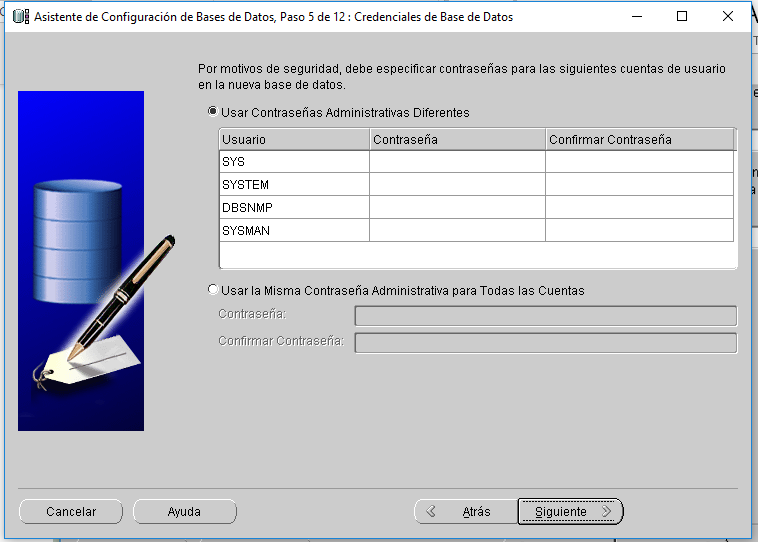 Asistente de Configuración de Bases de Datos, Paso 5 de 12 : Credenciales de Base de Datos
Por motivos de seguridad, debe especificar contraseñas para las siguientes cuentas de usuario
en la nueva base de datos.
Usar Contraseñas Administrativas Diferentes
Usuario Contraseña Confirmar Contraseña
SYS
SYSTEM
DBSNMP
SYSMAN
Usar la Misma Contraseña Administrativa para Todas las Cuentas
Contraseña:
Confirmar Contraseña:
Cancelar Ayuda Atrás Siguiente